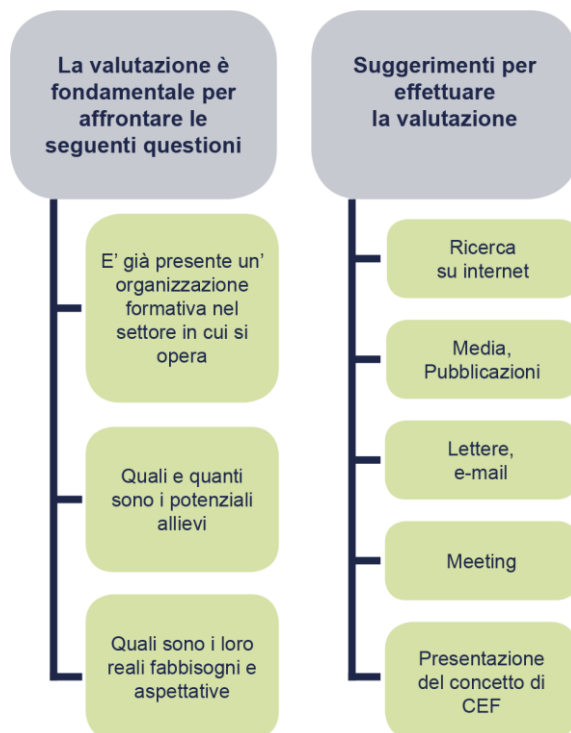 La valutazione è
fondamentale per
affrontare le
seguenti questioni
E' già presente un'
organizzazione
formativa nel
settore in cui si
opera
Quali e quanti
sono i potenziali
allievi
Quali sono i loro
reali fabbisogni e
aspettative
Suggerimenti per
effettuare
la valutazione
Ricerca
su internet
Media,
Pubblicazioni
Lettere,
e-mail
Meeting
Presentazione
del concetto di
CEF